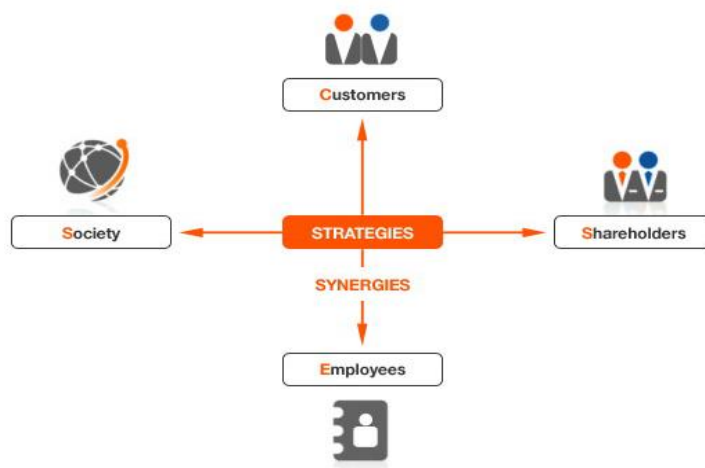 Customers
Society
STRATEGIES
Shareholders
SYNERGIES
Employees